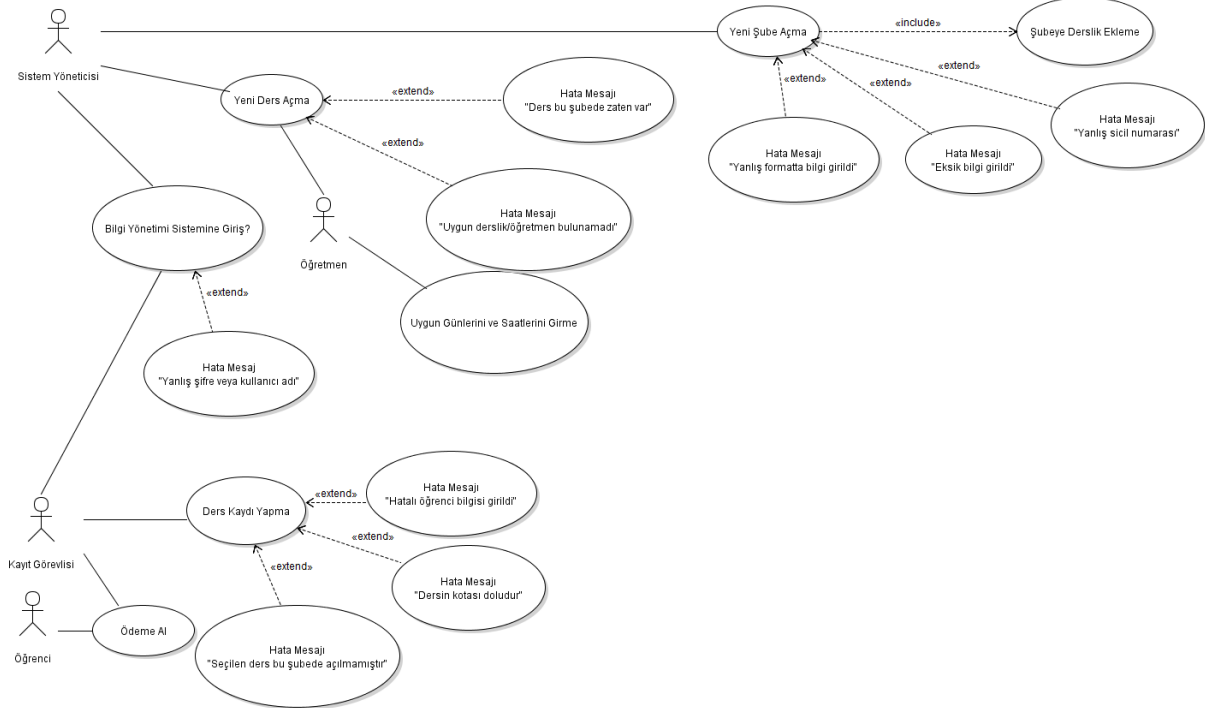 Sistem Yöneticisi
Yeni Şube Açma
«include»
Şubeye Derslik Ekleme
«extend»
«extend»
«extend»
Hata Mesajı
"Yanlış formatta bilgi girildi"
Hata Mesajı
"Eksik bilgi girildi"
Hata Mesajı
"Yanlış sicil numarası"
Yeni Ders Açma
«extend»
Hata Mesajı
"Ders bu şubede zaten var"
«extend»
Hata Mesajı
"Uygun derslik/öğretmen bulunamadı"
Öğretmen
Uygun Günlerini ve Saatlerini Girme
Bilgi Yönetimi Sistemine Giriş?
«extend»
Hata Mesaj
"Yanlış şifre veya kullanıcı adı"
Kayıt Görevlisi
Ders Kaydı Yapma
«extend»
Hata Mesajı
"Hatalı öğrenci bilgisi girildi"
«extend»
Hata Mesajı
"Dersin kotası doludur"
«extend»
Hata Mesajı
"Seçilen ders bu şubede açılmamıştır"
Ödeme Al
Öğrenci